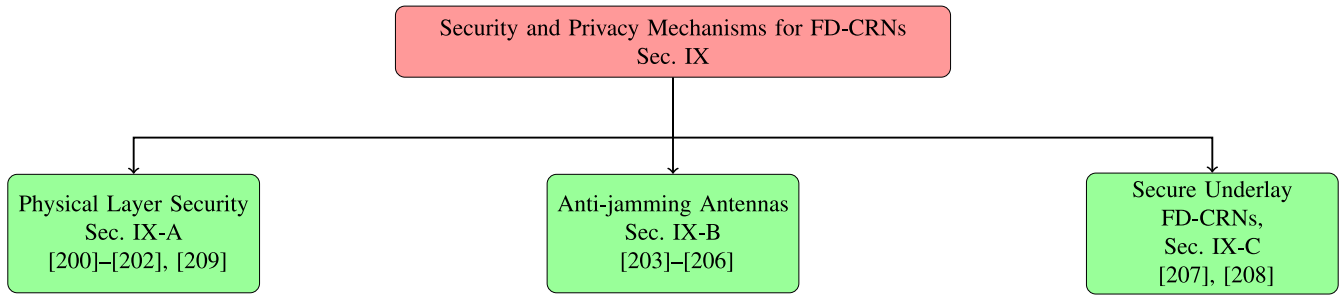 Security and Privacy Mechanisms for FD-CRNs
Sec. IX
Physical Layer Security
Sec. IX-A
[200]–[202], [209]
Anti-jamming Antennas
Sec. IX-B
[203]–[206]
Secure Underlay
FD-CRNs,
Sec. IX-C
[207], [208]